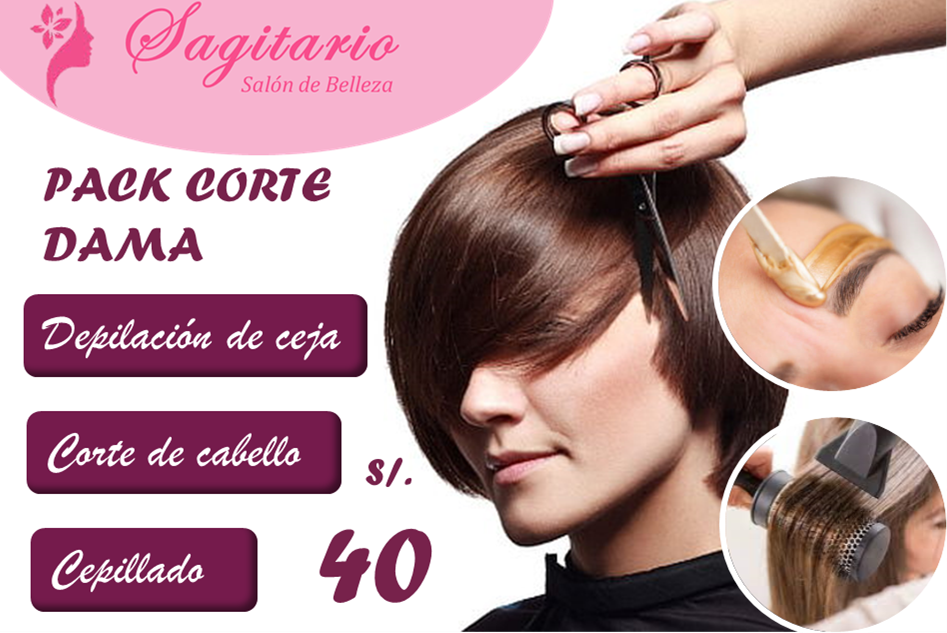 Sagitario
Salón de Belleza
PACK CORTE
DAMA
Depilación de ceja
Corte de cabello
Cepillado
S/.
40